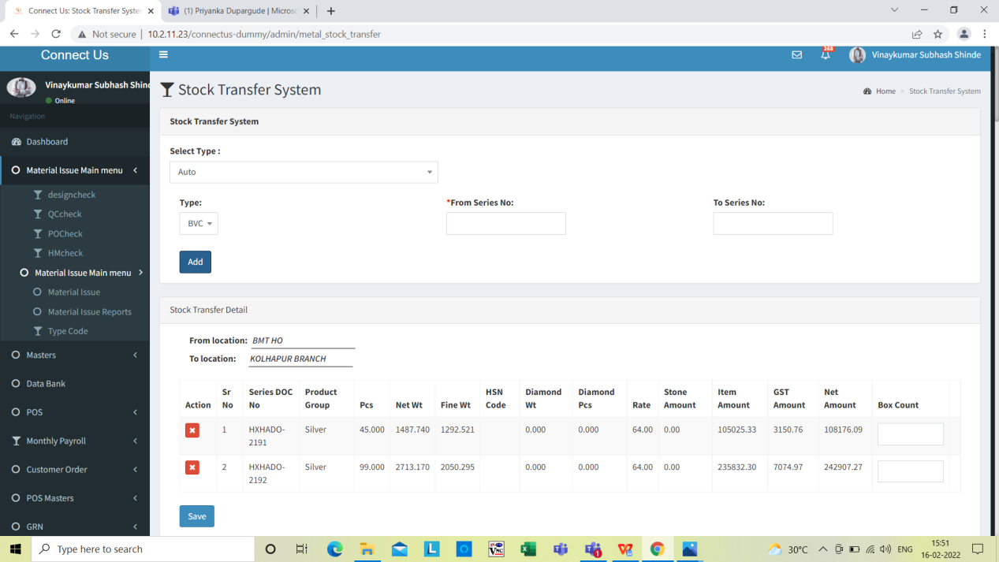 Connect Us: Stock Transfer Syster
(1) Priyanka Dupargude | Microso
Not secure | 10.2.11.23/connectus-dummy/admin/metal_stock_transfer
Connect Us
268
Vinaykumar Subhash Shinde
Vinaykumar Subhash Shind
Online
Navigation
Dashboard
Material Issue Main menu
designcheck
QCcheck
POCheck
HMcheck
Material Issue Main menu
Material Issue
Material Issue Reports
Type Code
Masters
Data Bank
POS
Monthly Payroll
Customer Order
POS Masters
GRN
Stock Transfer System
Home > Stock Transfer System
Stock Transfer System
Select Type :
Auto
Type: *From Series No: To Series No:
BVC
Add
Stock Transfer Detail
From location: BMT HO
To location: KOLHAPUR BRANCH
Action Sr No Series DOC No Product Group Pcs Net Wt Fine Wt HSN Code Diamond Wt Diamond Pcs Rate Stone Amount Item Amount GST Amount Net Amount Box Count
1 HXHADO-2191 Silver 45.000 1487.740 1292.521 0.000 0.000 64.00 0.00 105025.33 3150.76 108176.09
2 HXHADO-2192 Silver 99.000 2713.170 2050.295 0.000 0.000 64.00 0.00 235832.30 7074.97 242907.27
Save
Type here to search
L
VNC
1
30°C
ENG
15:51
16-02-2022